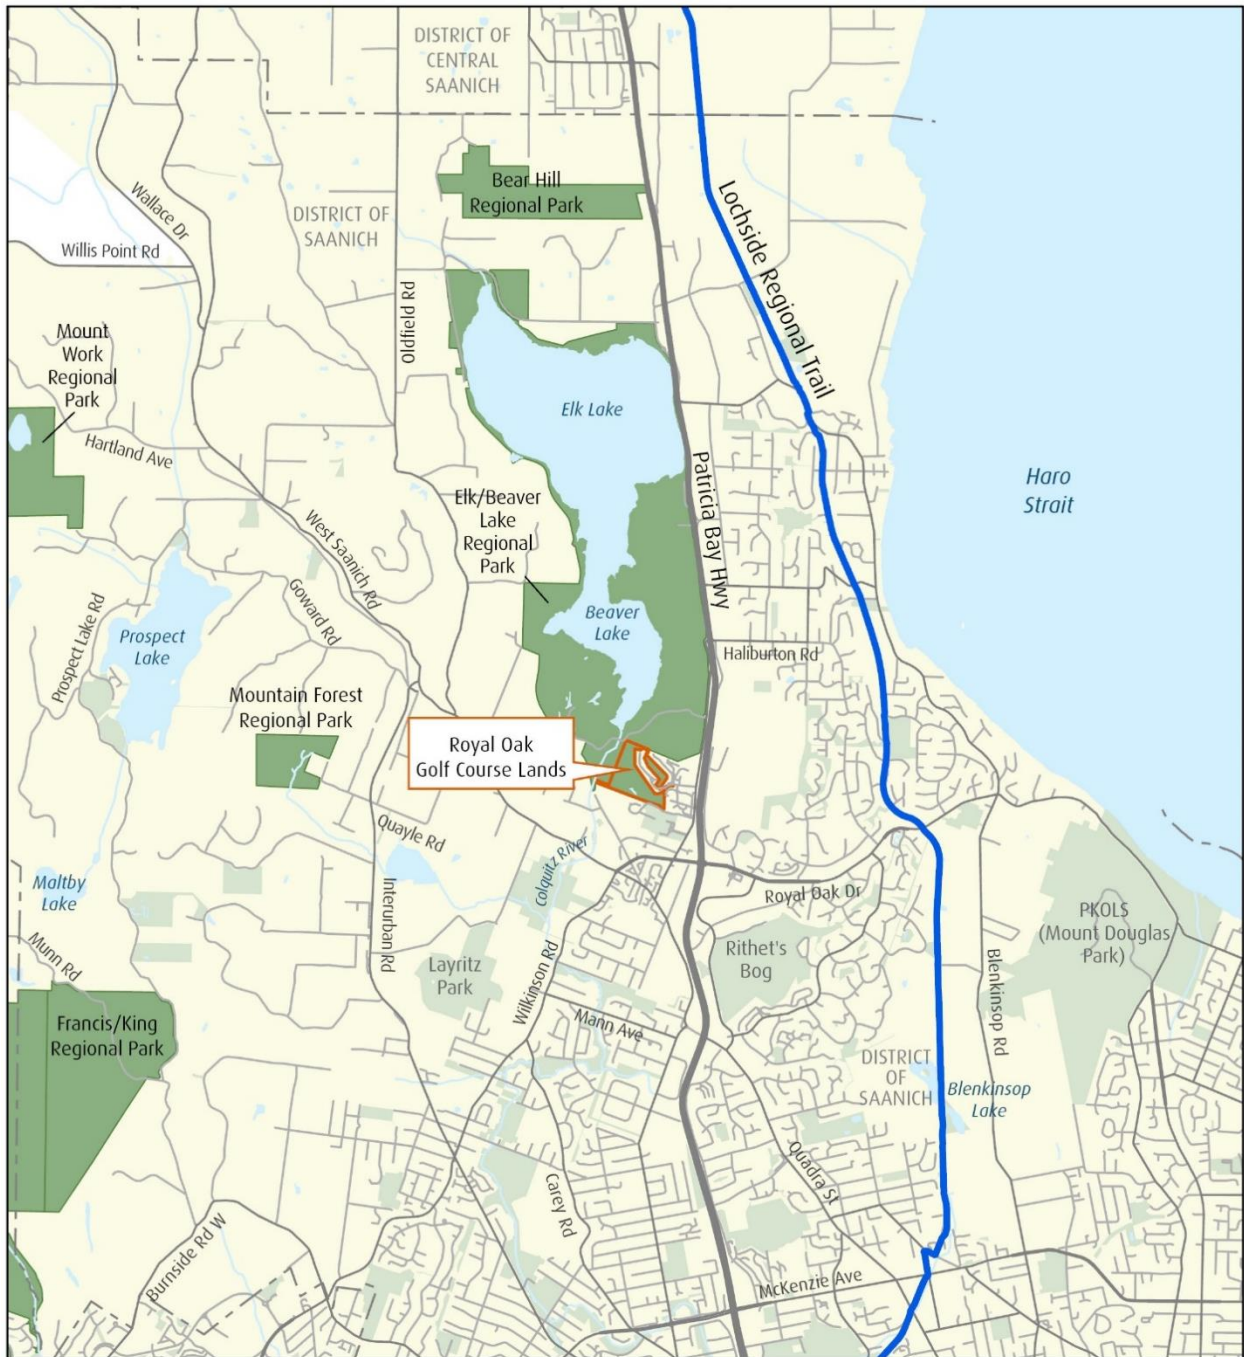 DISTRICT OF
CENTRAL
SAANICH
Bear Hill
Regional Park
Wallace Dr
DISTRICT OF
SAANICH
Willis Point Rd
Lochside Regional Trail
Oldfield Rd
Mount
Work
Regional
Park
Elk Lake
Hartland Ave
Patricia Bay Hwy
Haro
Strait
Elk/Beaver
Lake
Regional
Park
West Saanich Rd
Goward Rd
Beaver
Lake
Prospect Lake Rd
Prospect
Lake
Haliburton Rd
Mountain Forest
Regional Park
Royal Oak
Golf Course Lands
Quayle Rd
Colquitz River
Maltby
Lake
Interurban Rd
Royal Oak Dr
PKOLS
(Mount Douglas
Park)
Munn Rd
Layritz
Park
Wilkinson Rd
Rithet's
Bog
Blenkinsop Rd
Mann Ave
Francis/King
Regional Park
DISTRICT
OF
SAANICH
Blenkinsop
Lake
Quadra St
Carey Rd
Burnside Rd W
McKenzie Ave